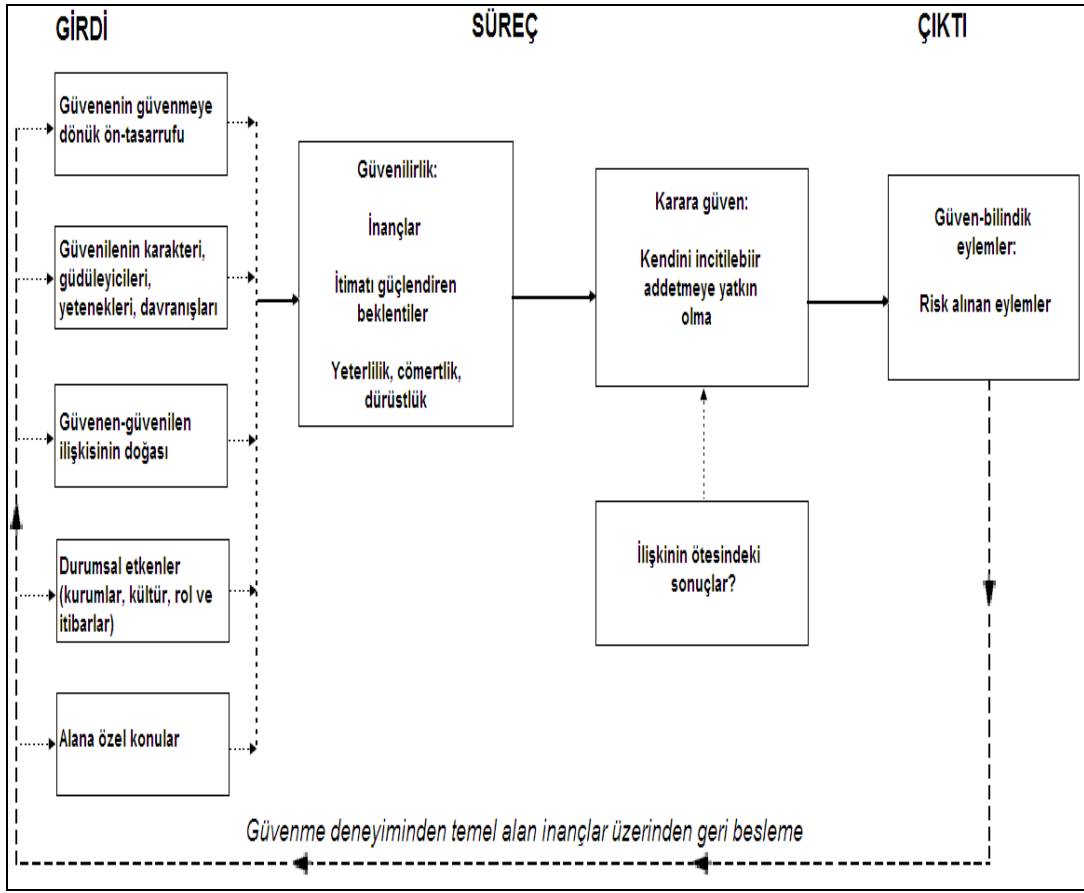 GİRDİ
SÜREÇ
ÇIKTI
Güvenenin güvenmeye
dönük ön-tasarrufu
Güvenilenin karakteri,
güdüleyicileri,
yetenekleri, davranışları
Güvenen-güvenilen
ilişkisinin doğası
Durumsal etkenler
(kurumlar, kültür, rol ve
itibarlar)
Alana özel konular
Güvenilirlik:
İnançlar
İtimatı güçlendiren
beklentiler
Yeterlilik, cömertlik,
dürüstlük
Karara güven:
Kendini incitilebiir
addetmeye yatkın
olma
İlişkinin ötesindeki
sonuçlar?
Güven-bilindik
eylemler:
Risk alınan eylemler
Güvenme deneyiminden temel alan inançlar üzerinden geri besleme